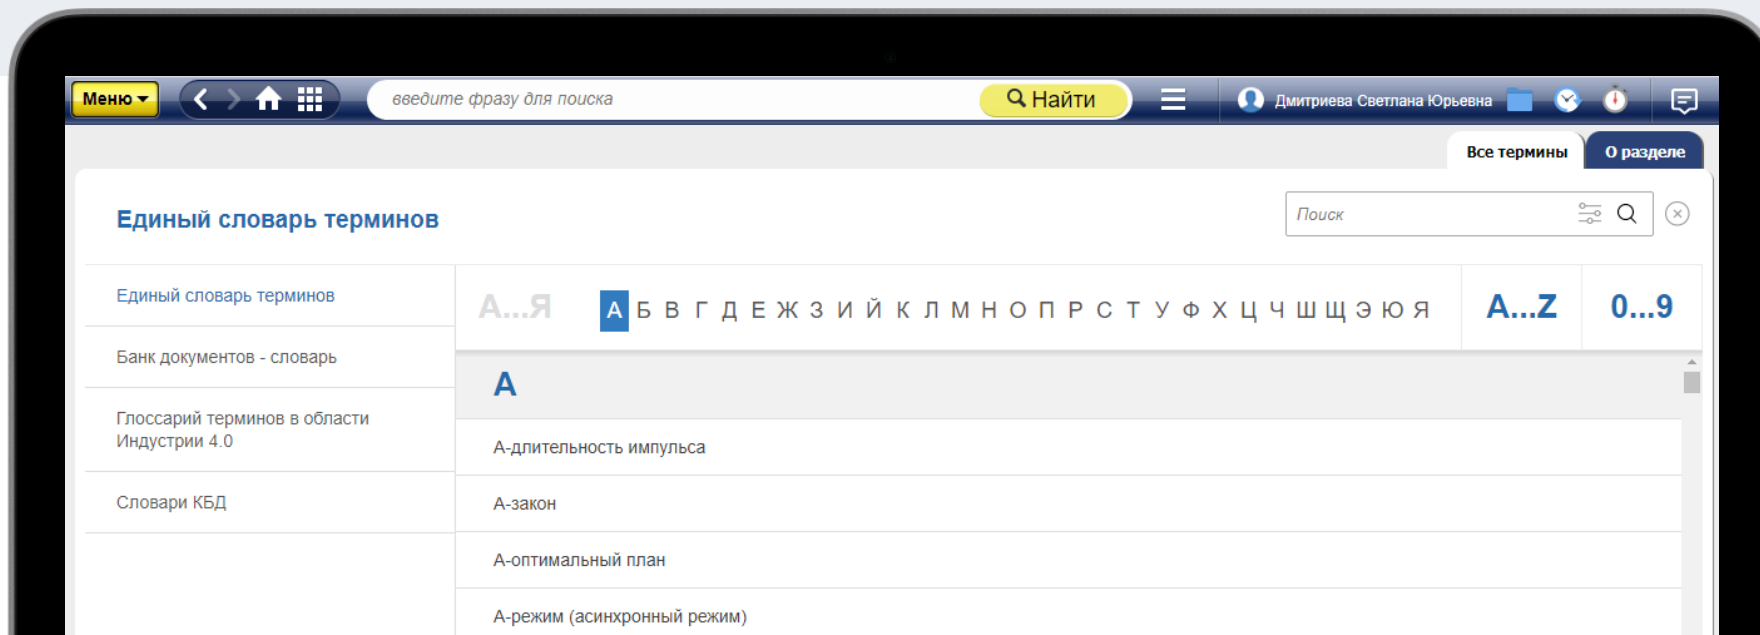 Меню
введите фразу для поиска
Найти
Дмитриева Светлана Юрьевна
Все термины
О разделе
Единый словарь терминов
Поиск
Единый словарь терминов
Банк документов - словарь
Глоссарий терминов в области
Индустрии 4.0
Словари КБД
А...Я
А Б В Г Д Е Ж З И Й К Л М Н О П Р С Т У Ф Х Ц Ч Ш Щ Э Ю Я
A...Z
0...9
А
А-длительность импульса
А-закон
А-оптимальный план
А-режим (асинхронный режим)